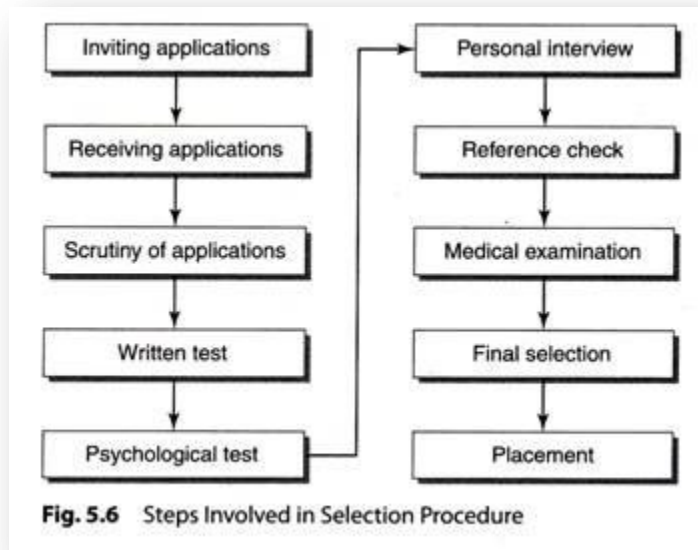 Inviting applications
Receiving applications
Scrutiny of applications
Written test
Psychological test
Personal interview
Reference check
Medical examination
Final selection
Placement
Fig. 5.6 Steps Involved in Selection Procedure